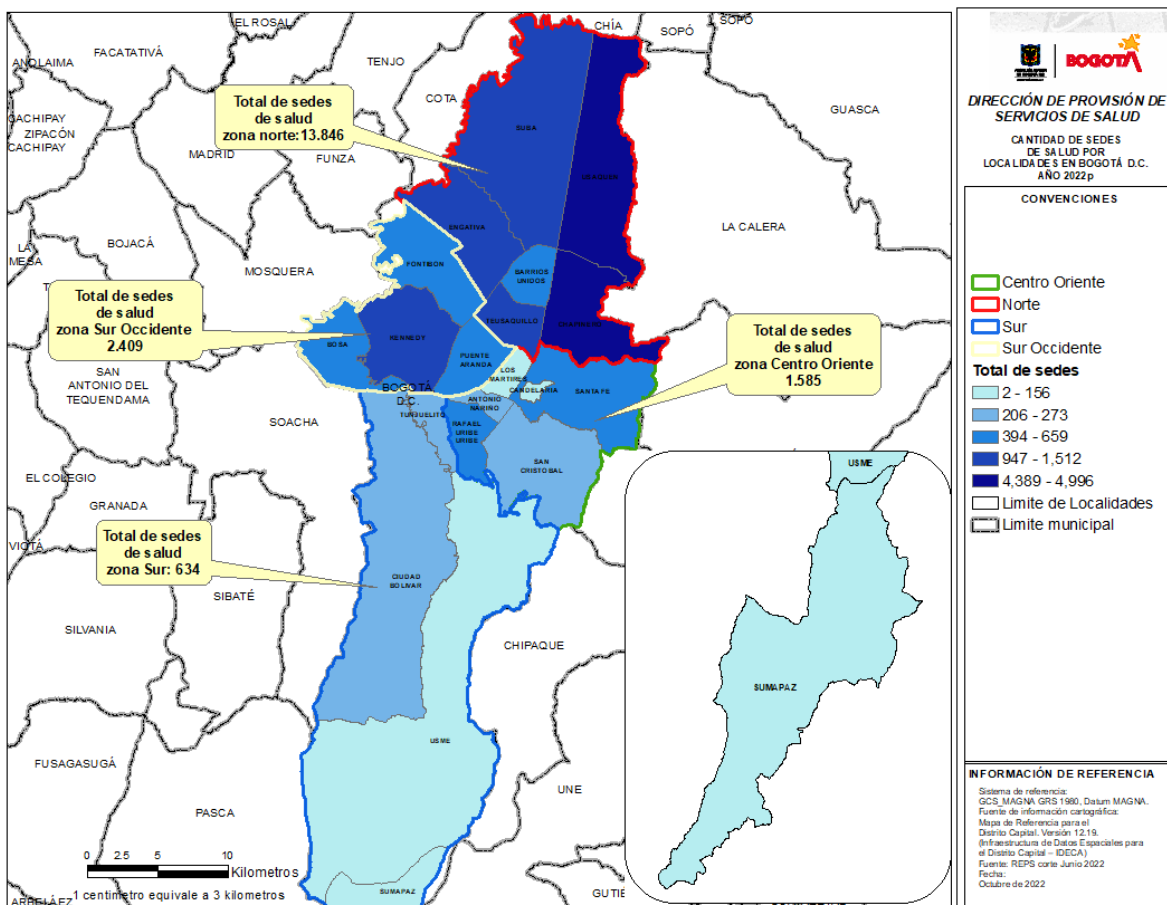 EL ROSAL
CHÍA
SOPÓ
SOPÓ
FACATATIVÁ
ANOLAIMA
TENJO
COTA
GUASCA
CACHIPAY
ZIPACÓN
CACHIPAY
MADRID
FUNZA
Total de sedes
de salud
zona norte:13.846
SUBA
USAQUEN
LA CALERA
BOJACÁ
LA
MESA
MOSQUERA
ENGATIVA
FONTIBON
BARRIOS
UNIDOS
Total de sedes
de salud
zona Sur Occidente
2.409
TEUSAQUILLO
CHAPINERO
BOSA
KENNEDY
PUENTE
ARANDA
LOS
MARTIRES
CANDELARIA
SANTA FE
Total de sedes
de salud
zona Centro Oriente
1.585
SAN
ANTONIO DEL
TEQUENDAMA
BOGOTÁ
D.C.
ANTONIO
NARIÑO
TUNJUELITO
SOACHA
RAFAEL
URIBE
URIBE
SAN
CRISTOBAL
EL COLEGIO
GRANADA
VIOTÁ
Total de sedes
de salud
zona Sur: 634
CIUDAD
BOLIVAR
SIBATÉ
SILVANIA
CHIPAQUE
USME
FUSAGASUGÁ
PASCA
UNE
SUMAPAZ
ARBELÁEZ
0 2.5 5 10
Kilometros
1 centimetro equivale a 3 kilometros
USME
SUMAPAZ
BOGOTÁ
DIRECCIÓN DE PROVISIÓN DE
SERVICIOS DE SALUD
CANTIDAD DE SEDES
DE SALUD POR
LOCALIDADES EN BOGOTÁ D.C.
AÑO 2022p
CONVENCIONES
Centro Oriente
Norte
Sur
Sur Occidente
Total de sedes
2 - 156
206 - 273
394 - 659
947 - 1,512
4,389 - 4,996
Limite de Localidades
Limite municipal
INFORMACIÓN DE REFERENCIA
Sistema de referencia:
GCS_MAGNA GRS 1980, Datum MAGNA.
Fuente de información cartográfica:
Mapa de Referencia para el
Distrito Capital. Versión 12.19.
(Infraestructura de Datos Espaciales para
el Distrito Capital – IDECA)
Fuente: REPS corte Junio 2022
Fecha:
Octubre de 2022